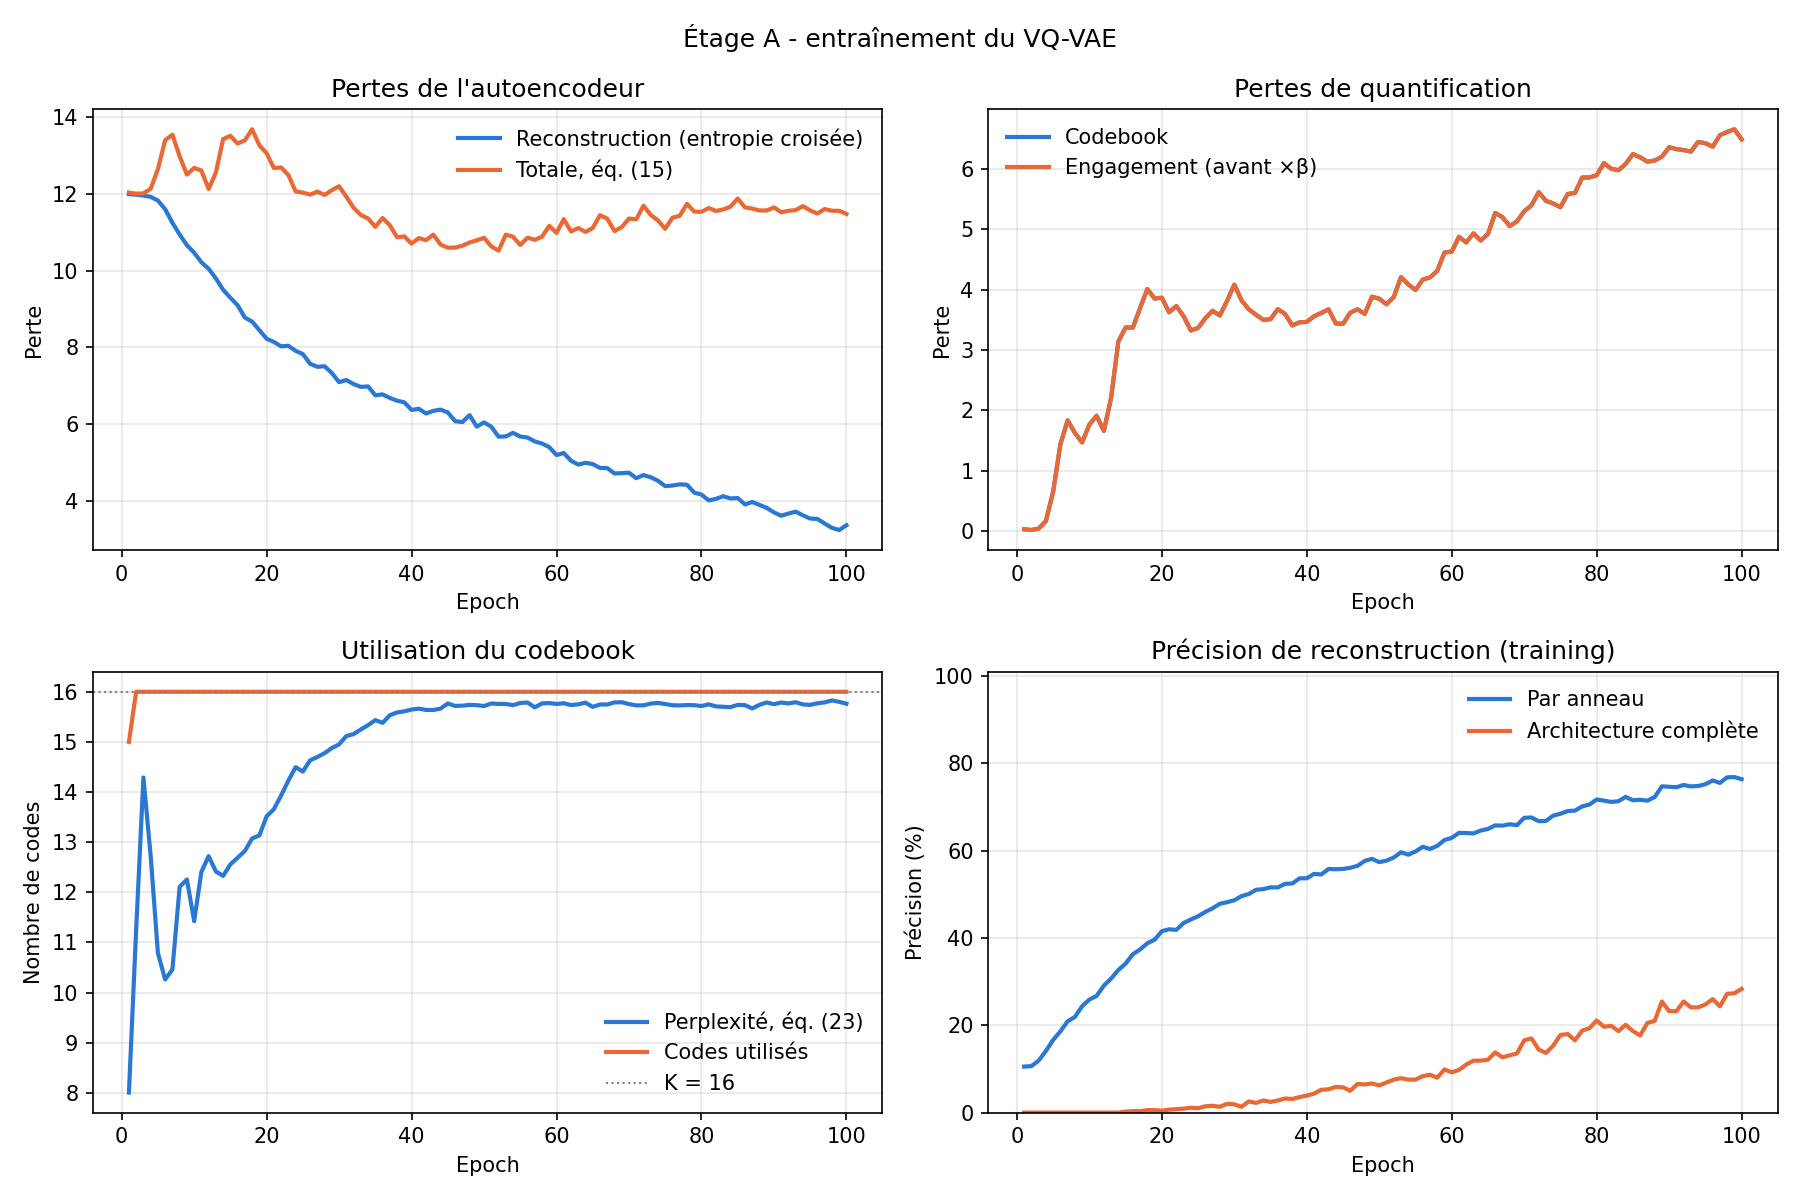 Étage A - entraînement du VQ-VAE
Pertes de l'autoencodeur
14
12
10
8
6
4
Perte
Reconstruction (entropie croisée)
Totale, éq. (15)
0 20 40 60 80 100
Epoch
Pertes de quantification
6
5
4
3
2
1
0
Perte
Codebook
Engagement (avant ×β)
0 20 40 60 80 100
Epoch
Utilisation du codebook
16
15
14
13
12
11
10
9
8
Nombre de codes
Perplexité, éq. (23)
Codes utilisés
K = 16
0 20 40 60 80 100
Epoch
Précision de reconstruction (training)
100
80
60
40
20
0
Précision (%)
Par anneau
Architecture complète
0 20 40 60 80 100
Epoch